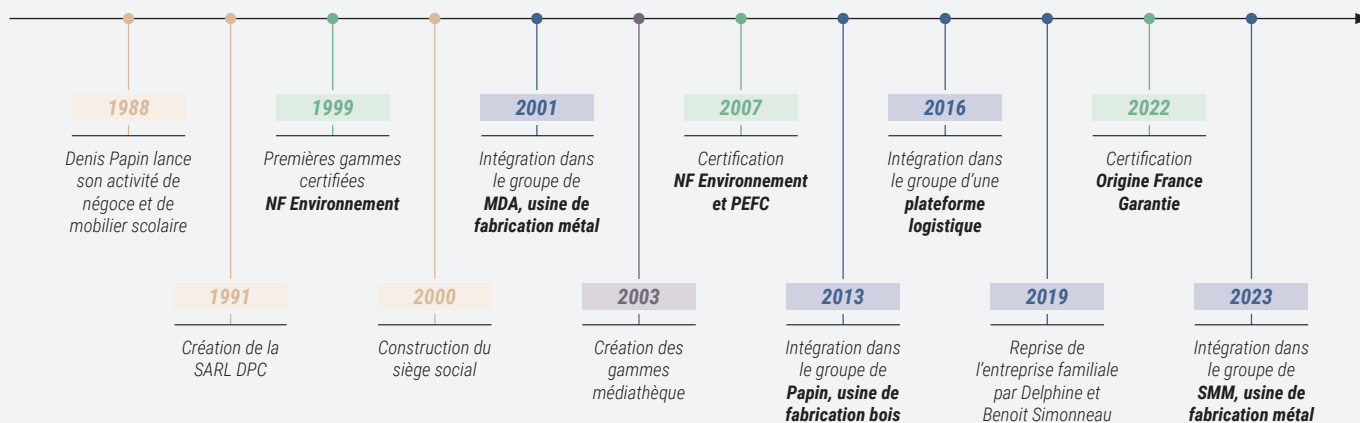 1988
Denis Papin lance
son activité de
négoce et de
mobilier scolaire
1991
Création de la
SARL DPC
1999
Premières gammes
certifiées
NF Environnement
2000
Construction du
siège social
2001
Intégration dans
le groupe de
MDA, usine de
fabrication métal
2003
Création des
gammes
médiathèque
2007
Certification
NF Environnement
et PEFC
2013
Intégration dans
le groupe de
Papin, usine de
fabrication bois
2016
Intégration dans
le groupe d'une
plateforme
logistique
2019
Reprise de
l'entreprise familiale
par Delphine et
Benoit Simonneau
2022
Certification
Origine France
Garantie
2023
Intégration dans
le groupe de
SMM, usine de
fabrication métal